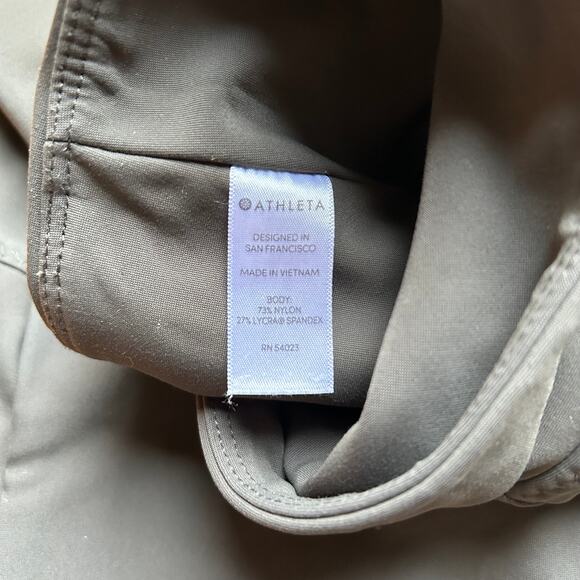 ATHLETA
DESIGNED IN
SAN FRANCISCO
MADE IN VIETNAM
BODY:
73% NYLON
27% LYCRA® SPANDEX
RN 54023